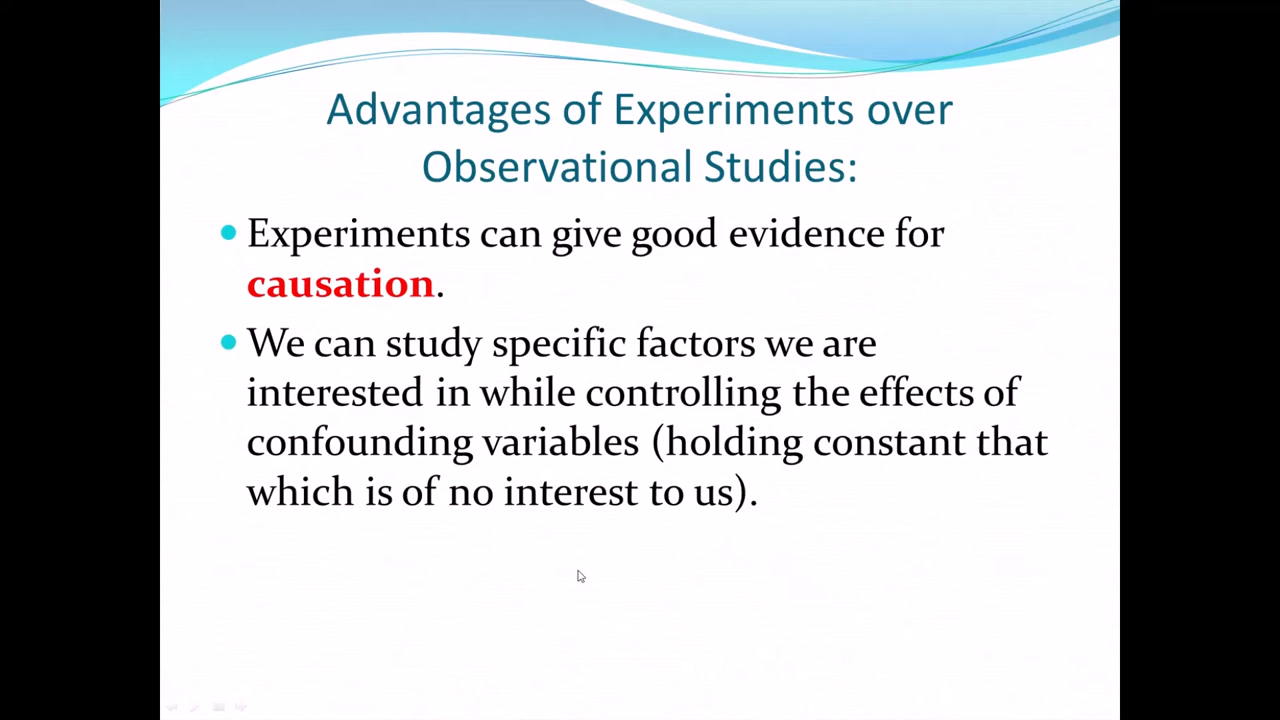 Advantages of Experiments over
Observational Studies:
Experiments can give good evidence for
causation.
We can study specific factors we are
interested in while controlling the effects of
confounding variables (holding constant that
which is of no interest to us).